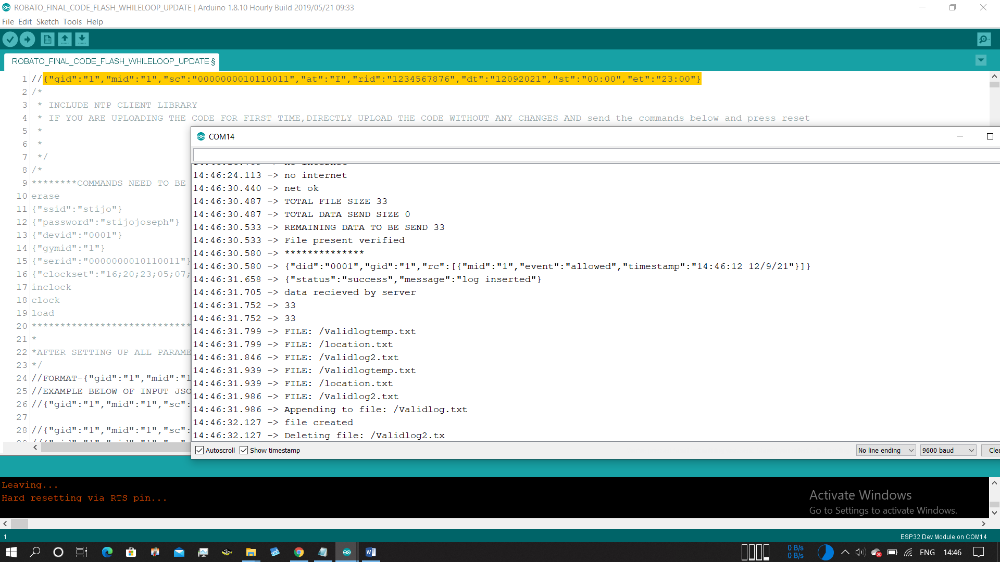 ROBATO_FINAL_CODE_FLASH_WHILELOOP_UPDATE | Arduino 1.8.10 Hourly Build 2019/05/21 09:33
File Edit Sketch Tools Help
ROBATO_FINAL_CODE_FLASH_WHILELOOP_UPDATE §
1 //{"gid":"1","mid":"1","sc":"0000000010110011","at":"I","rid":"1234567876","dt":"12092021","st":"00:00","et":"23:00"}
2 /*
3 * INCLUDE NTP CLIENT LIBRARY
4 * IF YOU ARE UPLOADING THE CODE FOR FIRST TIME,DIRECTLY UPLOAD THE CODE WITHOUT ANY CHANGES AND send the commands below and press reset
5 *
6 *
7 */
8 /*
9 ********COMMANDS NEED TO BE
10 erase
11 {"ssid":"stijo"}
12 {"password":"stijojoseph"}
13 {"devid":"0001"}
14 {"gymid":"1"}
15 {"serid":"0000000010110011"}
16 {"clockset":"16;20;23;05;07;
17 inclock
18 clock
19 load
20 ****************************
21 *
22 *AFTER SETTING UP ALL PARAME
23 */
24 //FORMAT-{"gid":"1","mid":"1
25 //EXAMPLE BELOW OF INPUT JSO
26 //{"gid":"1","mid":"1","sc":
27
28 //{"gid":"1","mid":"1","sc":
COM14
14:46:24.113 -> no internet
14:46:30.440 -> net ok
14:46:30.487 -> TOTAL FILE SIZE 33
14:46:30.487 -> TOTAL DATA SEND SIZE 0
14:46:30.533 -> REMAINING DATA TO BE SEND 33
14:46:30.533 -> File present verified
14:46:30.580 -> **************
14:46:30.580 -> {"did":"0001","gid":"1","rc":[{"mid":"1","event":"allowed","timestamp":"14:46:12 12/9/21"}]}
14:46:31.658 -> {"status":"success","message":"log inserted"}
14:46:31.705 -> data recieved by server
14:46:31.752 -> 33
14:46:31.752 -> 33
14:46:31.799 -> FILE: /Validlogtemp.txt
14:46:31.799 -> FILE: /location.txt
14:46:31.846 -> FILE: /Validlog2.txt
14:46:31.939 -> FILE: /Validlogtemp.txt
14:46:31.939 -> FILE: /location.txt
14:46:31.986 -> FILE: /Validlog2.txt
14:46:31.986 -> Appending to file: /Validlog.txt
14:46:32.127 -> file created
14:46:32.127 -> Deleting file: /Validlog2.tx
Autoscroll Show timestamp No line ending 9600 baud Clea
Leaving...
Hard resetting via RTS pin...
Activate Windows
Go to Settings to activate Windows.
1 ESP32 Dev Module on COM14
0 B/s
0 B/s
ENG 14:46